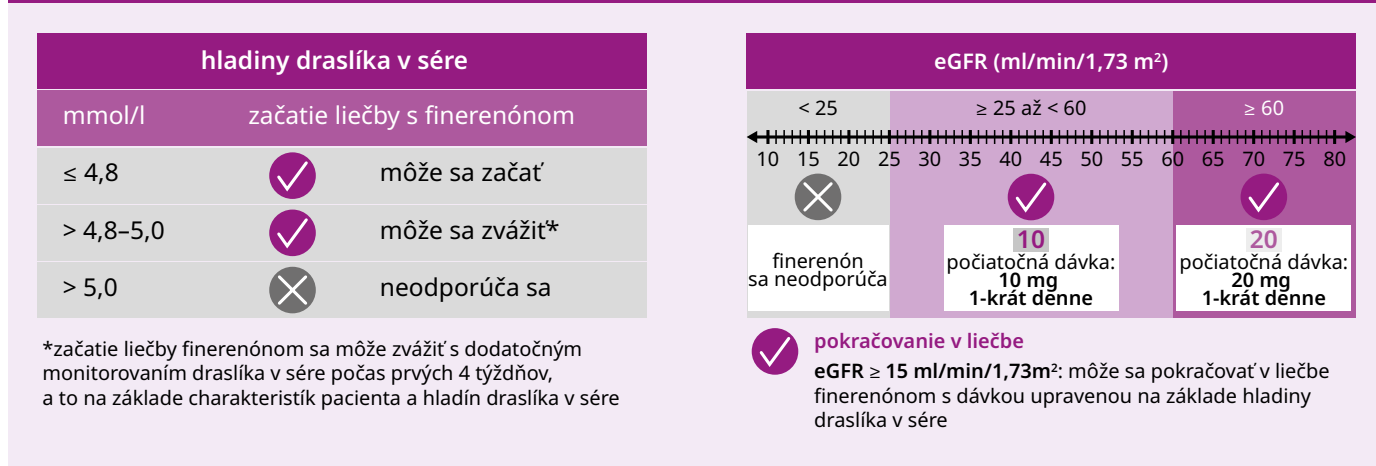 hladiny draslíka v sére
mmol/l začatie liečby s finerenónom
≤ 4,8 môže sa začať
> 4,8–5,0 môže sa zvážiť*
> 5,0 neodporúča sa
*začatie liečby finerenónom sa môže zvážiť s dodatočným
monitorovaním draslíka v sére počas prvých 4 týždňov,
a to na základe charakteristík pacienta a hladín draslíka v sére
eGFR (ml/min/1,73 m²)
< 25 ≥ 25 až < 60 ≥ 60
10 15 20 25 30 35 40 45 50 55 60 65 70 75 80
finerenón
sa neodporúča
10
počiatočná dávka:
10 mg
1-krát denne
20
počiatočná dávka:
20 mg
1-krát denne
pokračovanie v liečbe
eGFR ≥ 15 ml/min/1,73m²: môže sa pokračovať v liečbe
finerenónom s dávkou upravenou na základe hladiny
draslíka v sére